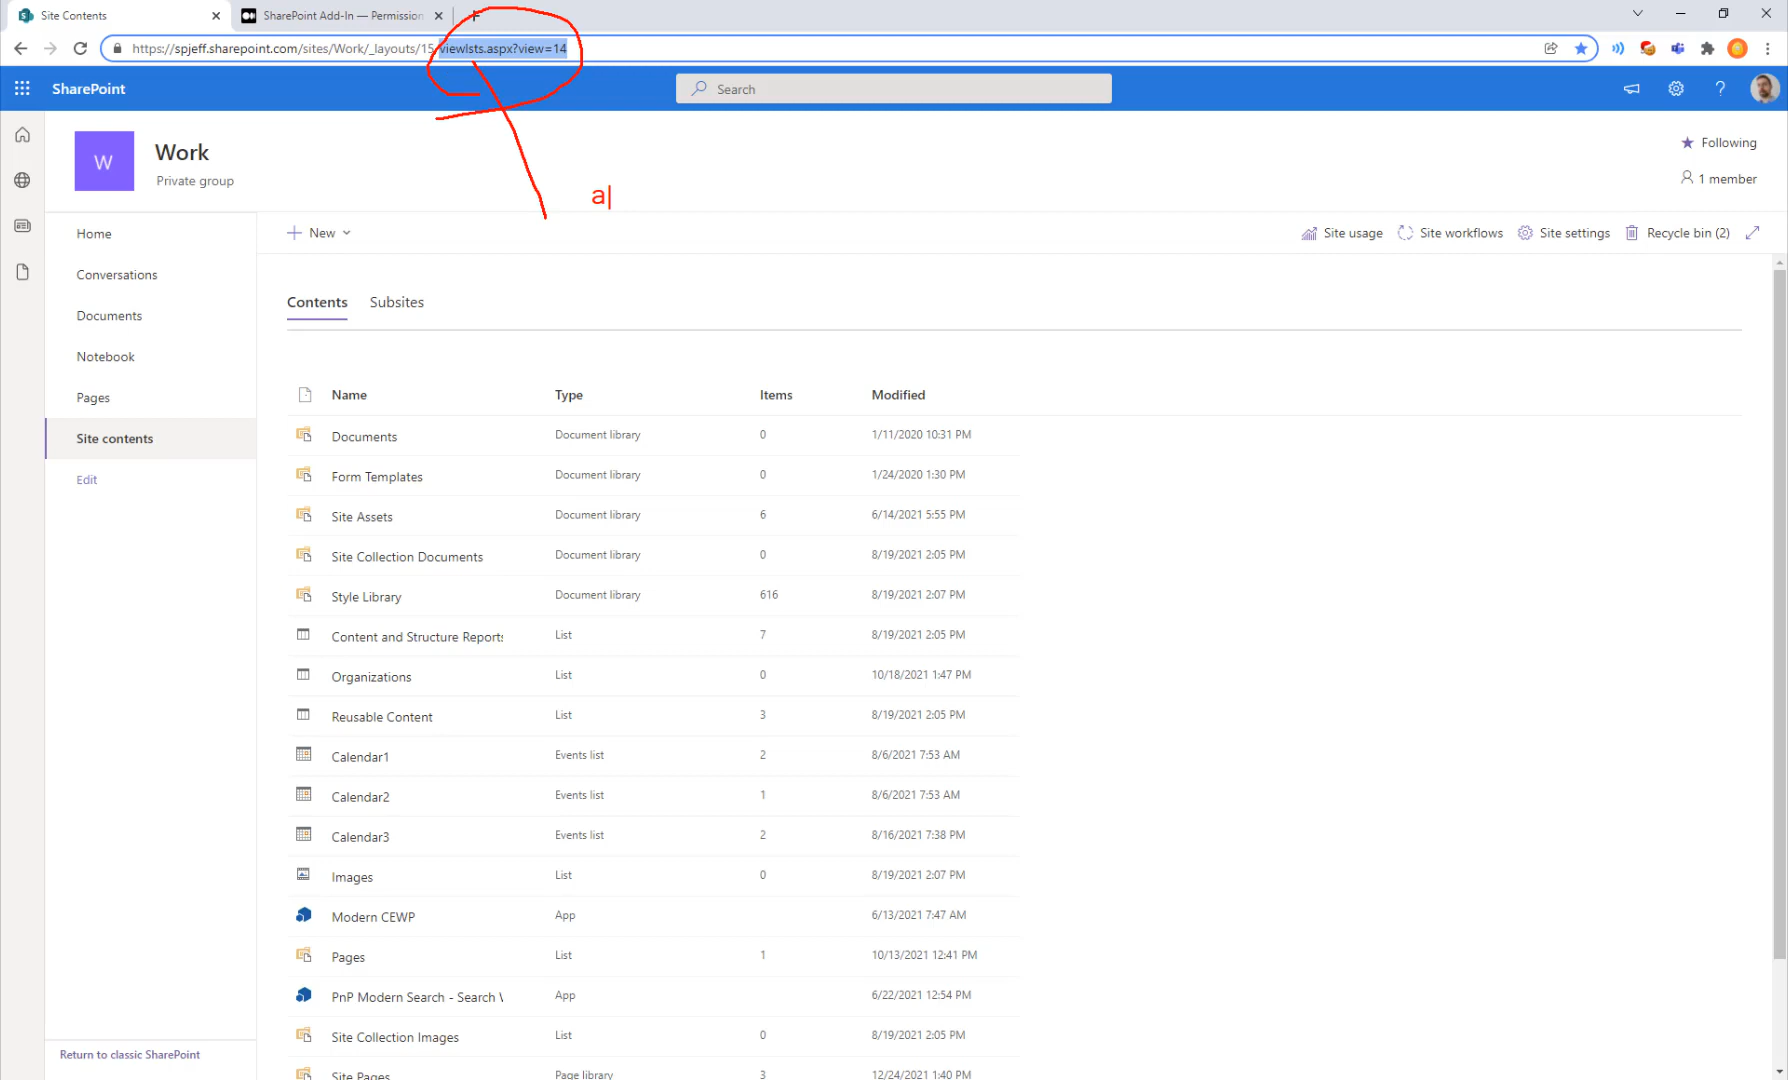 Site Contents
SharePoint Add-In — Permission
https://spjeff.sharepoint.com/sites/Work/_layouts/15/viewlsts.aspx?view=14
SharePoint
Search
?
W
Work
Private group
Following
1 member
a
Home
Conversations
Documents
Notebook
Pages
Site contents
Edit
Return to classic SharePoint
New
Site usage
Site workflows
Site settings
Recycle bin (2)
Contents
Subsites
Name Type Items Modified
Documents Document library 0 1/11/2020 10:31 PM
Form Templates Document library 0 1/24/2020 1:30 PM
Site Assets Document library 6 6/14/2021 5:55 PM
Site Collection Documents Document library 0 8/19/2021 2:05 PM
Style Library Document library 616 8/19/2021 2:07 PM
Content and Structure Reports List 7 8/19/2021 2:05 PM
Organizations List 0 10/18/2021 1:47 PM
Reusable Content List 3 8/19/2021 2:05 PM
Calendar1 Events list 2 8/6/2021 7:53 AM
Calendar2 Events list 1 8/6/2021 7:53 AM
Calendar3 Events list 2 8/16/2021 7:38 PM
Images List 0 8/19/2021 2:07 PM
Modern CEWP App 6/13/2021 7:47 AM
Pages List 1 10/13/2021 12:41 PM
PnP Modern Search - Search App 6/22/2021 12:54 PM
Site Collection Images List 0 8/19/2021 2:05 PM
Site Pages Page library 3 12/24/2021 1:40 PM